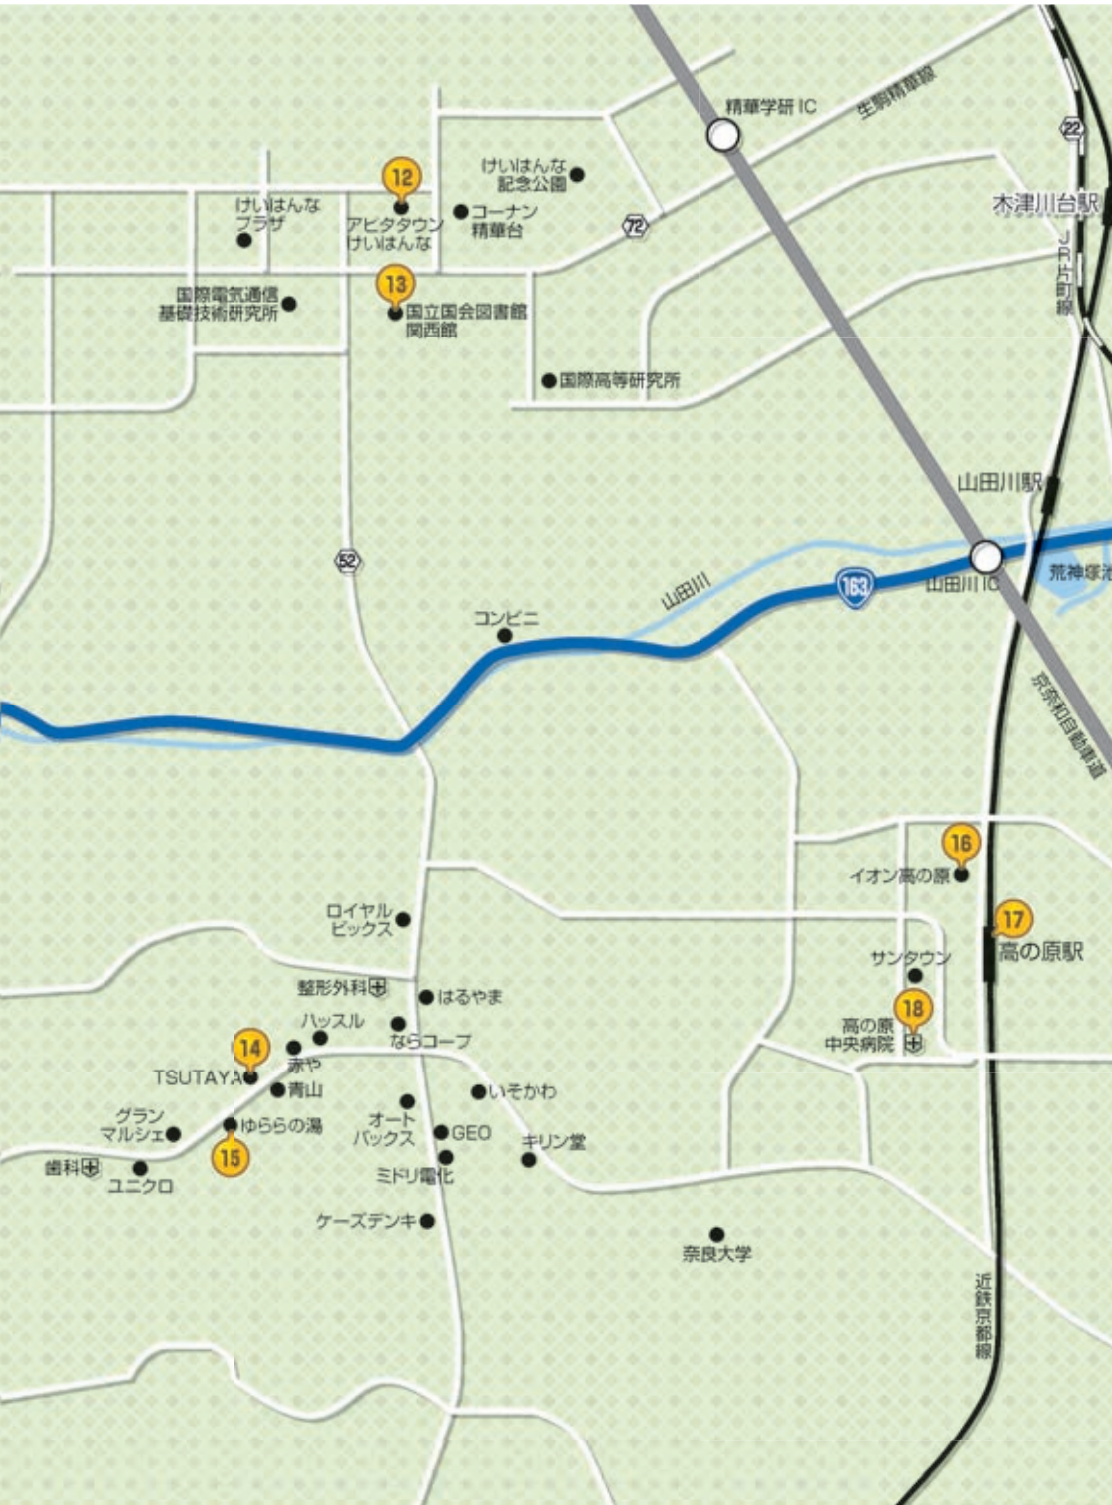 精華学研 IC
生駒精華線
22
木津川台駅
JR片町線
12
けいはんな
記念公園
けいはんな
プラザ
アピタタウン
けいはんな
コーナン
精華台
72
13
国際電気通信
基礎技術研究所
国立国会図書館
関西館
国際高等研究所
山田川駅
52
163
山田川 IC
荒神塚池
山田川
コンビニ
京奈和自動車道
16
イオン高の原
17
高の原駅
ロイヤル
ビックス
サンタウン
整形外科
はるやま
18
高の原
中央病院
ハッスル
ならコープ
14
赤や
TSUTAYA
青山
いそかわ
グラン
マルシェ
ゆららの湯
オート
バックス
GEO
キリン堂
15
歯科
ユニクロ
ミドリ電化
ケーズデンキ
奈良大学
近鉄京都線